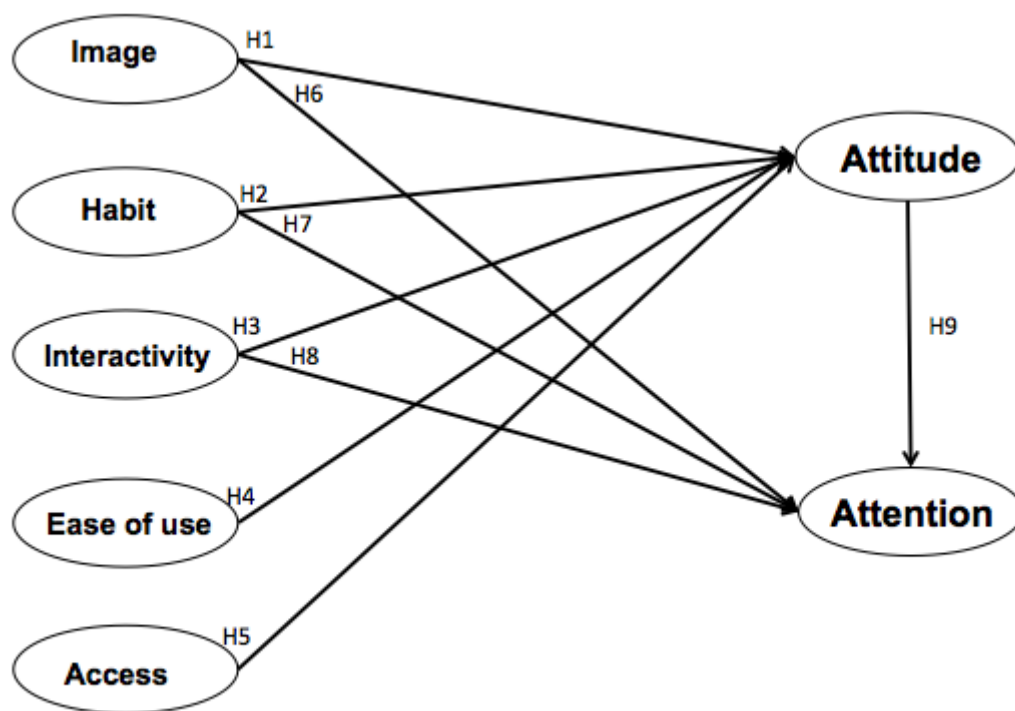 H1
Image
H6
Attitude
H2
Habit
H7
H3
Interactivity
H8
H9
H4
Ease of use
Attention
H5
Access